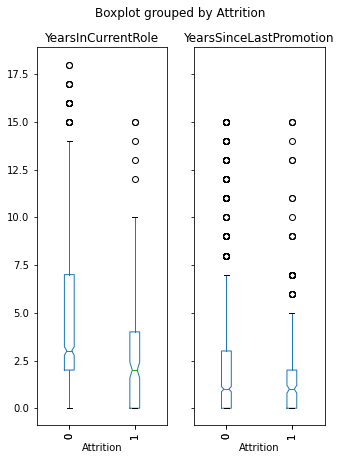 Boxplot grouped by Attrition
YearsInCurrentRole
YearsSinceLastPromotion
17.5
15.0
12.5
10.0
7.5
5.0
2.5
0.0
0
1
0
1
Attrition
Attrition